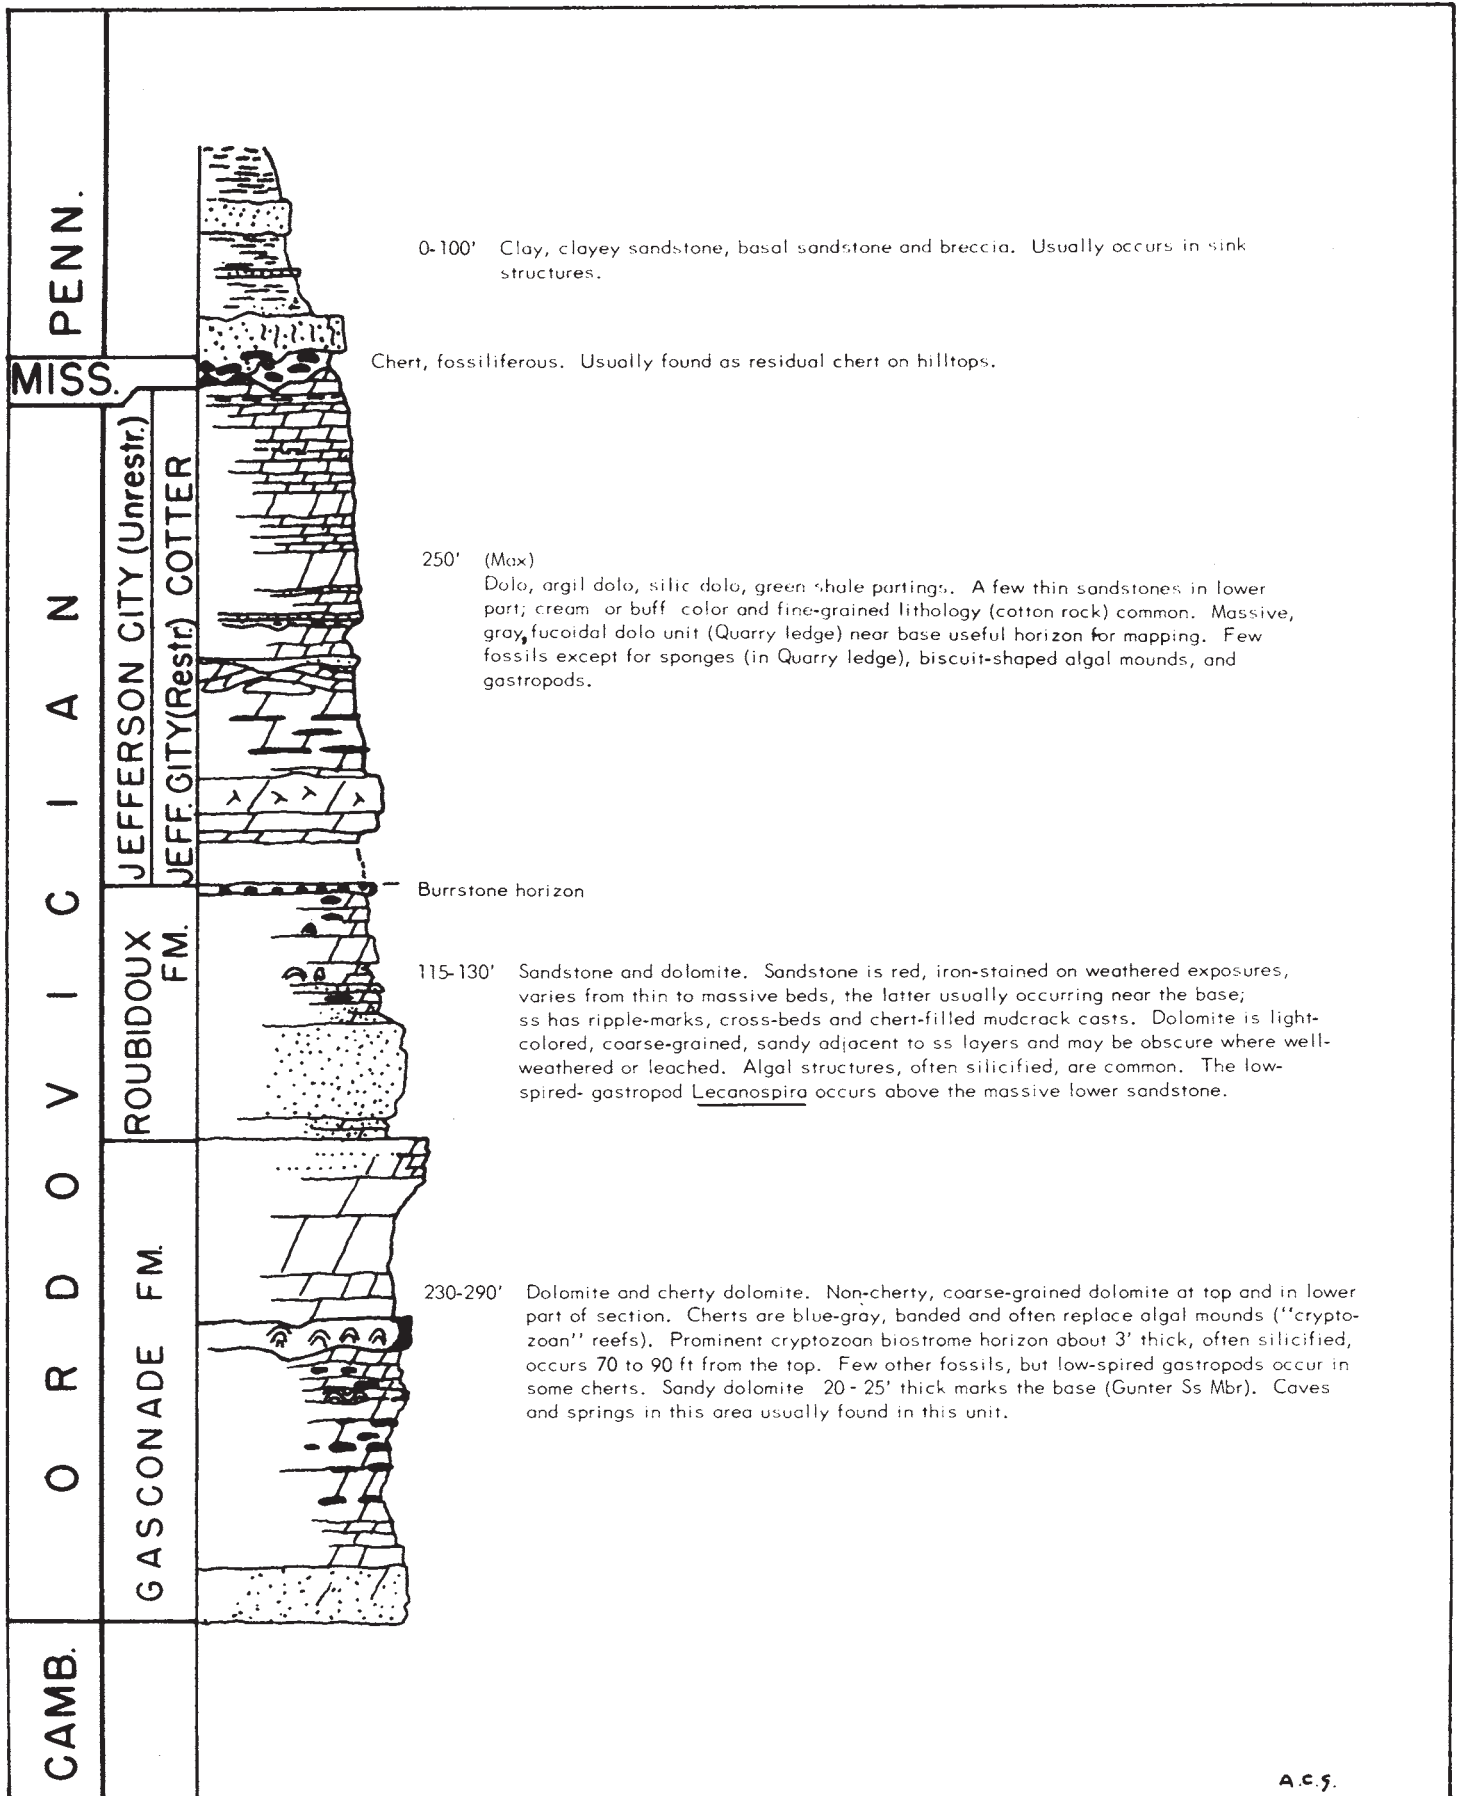 PENN.
0-100' Clay, clayey sandstone, basal sandstone and breccia. Usually occurs in sink
structures.
MISS.
Chert, fossiliferous. Usually found as residual chert on hilltops.
ORDOVICIAN
JEFFERSON CITY (Unrestr.)
JEFF. CITY (Restr.) COTTER
250' (Max)
Dolo, argil dolo, silic dolo, green shale partings. A few thin sandstones in lower
part; cream or buff color and fine-grained lithology (cotton rock) common. Massive,
gray, fucoidal dolo unit (Quarry ledge) near base useful horizon for mapping. Few
fossils except for sponges (in Quarry ledge), biscuit-shaped algal mounds, and
gastropods.
Burrstone horizon
ROUBIDOUX
FM.
115-130' Sandstone and dolomite. Sandstone is red, iron-stained on weathered exposures,
varies from thin to massive beds, the latter usually occurring near the base;
ss has ripple-marks, cross-beds and chert-filled mudcrack casts. Dolomite is light-
colored, coarse-grained, sandy adjacent to ss layers and may be obscure where well-
weathered or leached. Algal structures, often silicified, are common. The low-
spired- gastropod Lecanospira occurs above the massive lower sandstone.
GASCONADE FM.
230-290' Dolomite and cherty dolomite. Non-cherty, coarse-grained dolomite at top and in lower
part of section. Cherts are blue-gray, banded and often replace algal mounds ("crypto-
zoan" reefs). Prominent cryptozoan biostrome horizon about 3' thick, often silicified,
occurs 70 to 90 ft from the top. Few other fossils, but low-spired gastropods occur in
some cherts. Sandy dolomite 20 - 25' thick marks the base (Gunter Ss Mbr). Caves
and springs in this area usually found in this unit.
CAMB.
A.C.S.